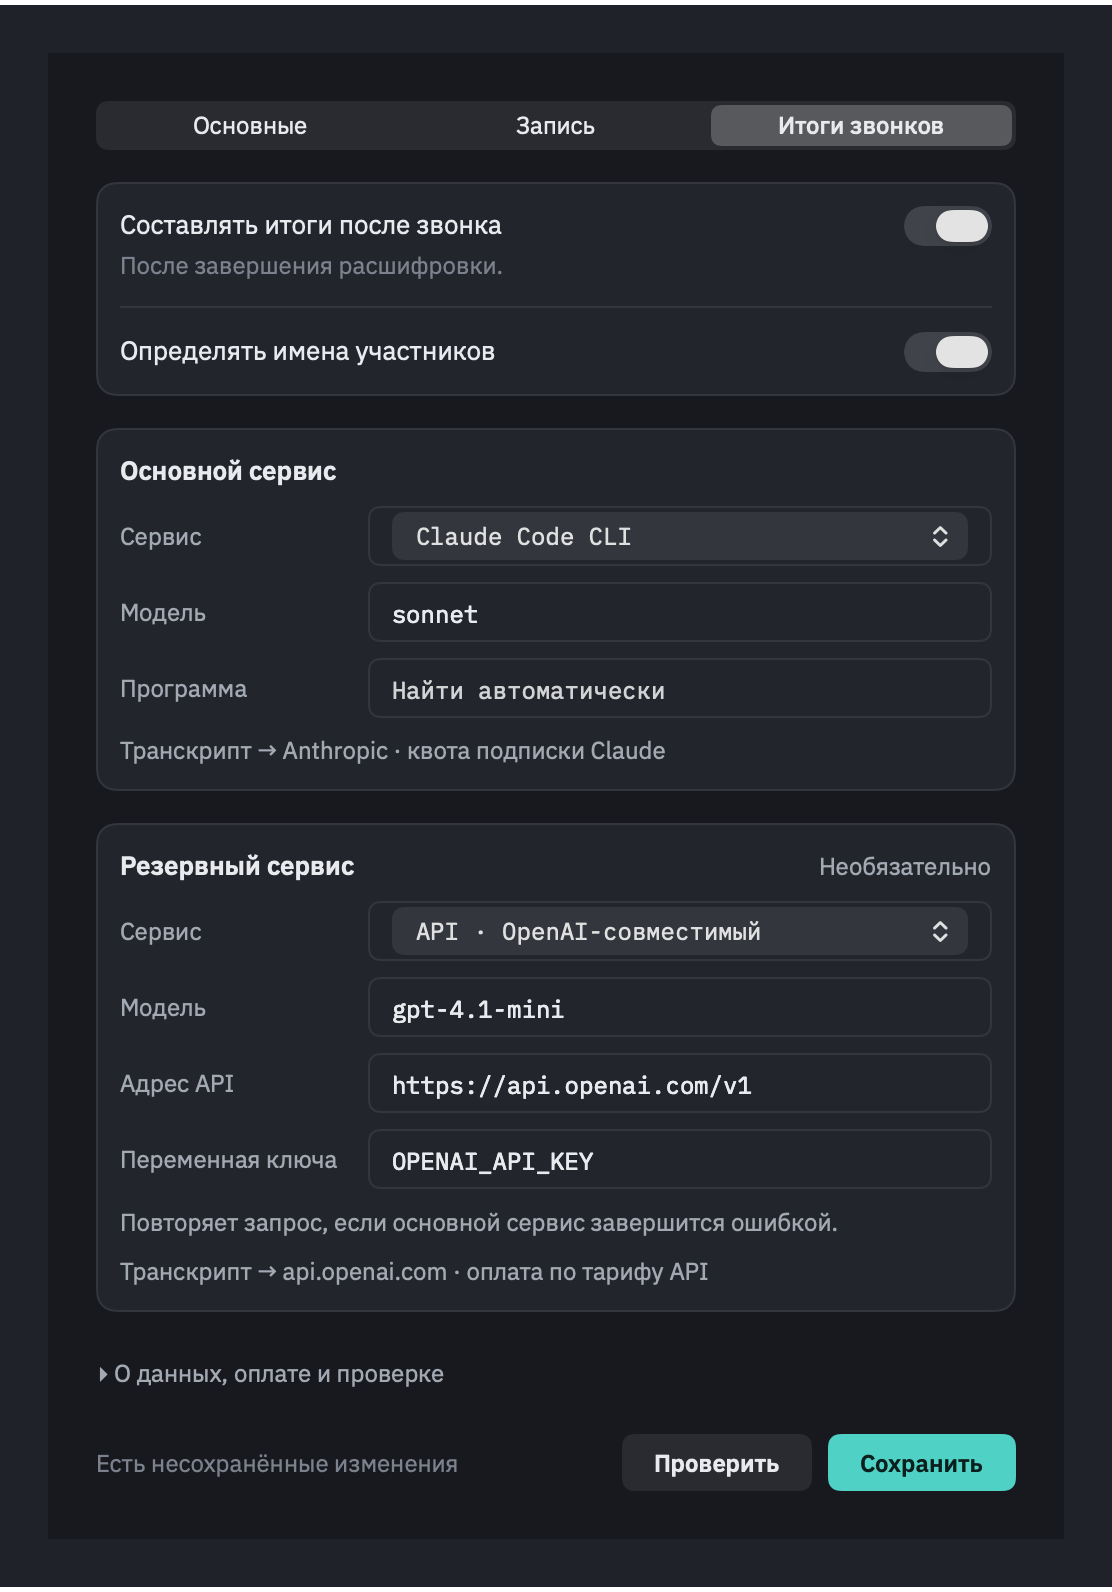 Основные Запись Итоги звонков
Составлять итоги после звонка
После завершения расшифровки.
Определять имена участников
Основной сервис
Сервис Claude Code CLI
Модель sonnet
Программа Найти автоматически
Транскрипт → Anthropic · квота подписки Claude
Резервный сервис Необязательно
Сервис API · OpenAI-совместимый
Модель gpt-4.1-mini
Адрес API https://api.openai.com/v1
Переменная ключа OPENAI_API_KEY
Повторяет запрос, если основной сервис завершится ошибкой.
Транскрипт → api.openai.com · оплата по тарифу API
О данных, оплате и проверке
Есть несохранённые изменения Проверить Сохранить